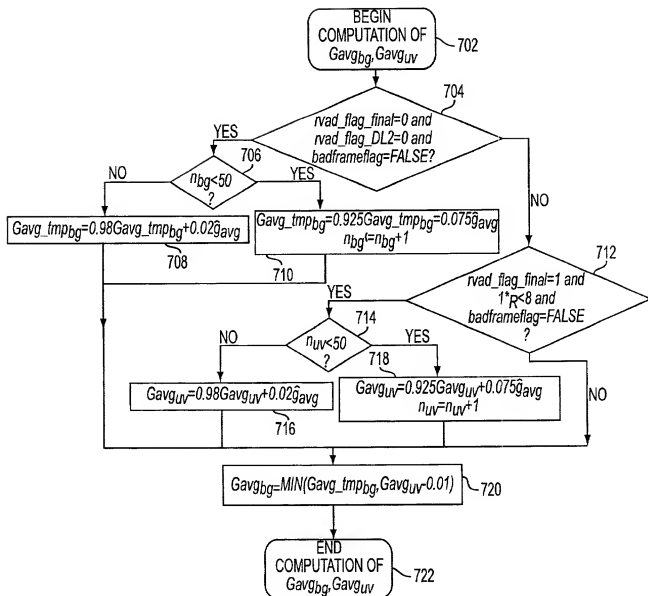 BEGIN
COMPUTATION OF
Gavgbg,Gavguv
702
704
rvad_flag_final=0 and
rvad_flag_DL2=0 and
badframeflag=FALSE?
YES
NO
706
nbg<50
?
NO
YES
Gavg_tmpbg=0.98Gavg_tmpbg+0.02ĝavg
708
Gavg_tmpbg=0.925Gavg_tmpbg=0.075ĝavg
nbg'=nbg+1
710
712
rvad_flag_final=1 and
1*R<8 and
badframeflag=FALSE
?
YES
NO
714
nuv<50
?
NO
YES
Gavguv=0.98Gavguv+0.02ĝavg
716
718
Gavguv=0.925Gavguv+0.075ĝavg
nuv=nuv+1
Gavgbg=MIN(Gavg_tmpbg,Gavguv-0.01)
720
END
COMPUTATION OF
Gavgbg,Gavguv
722